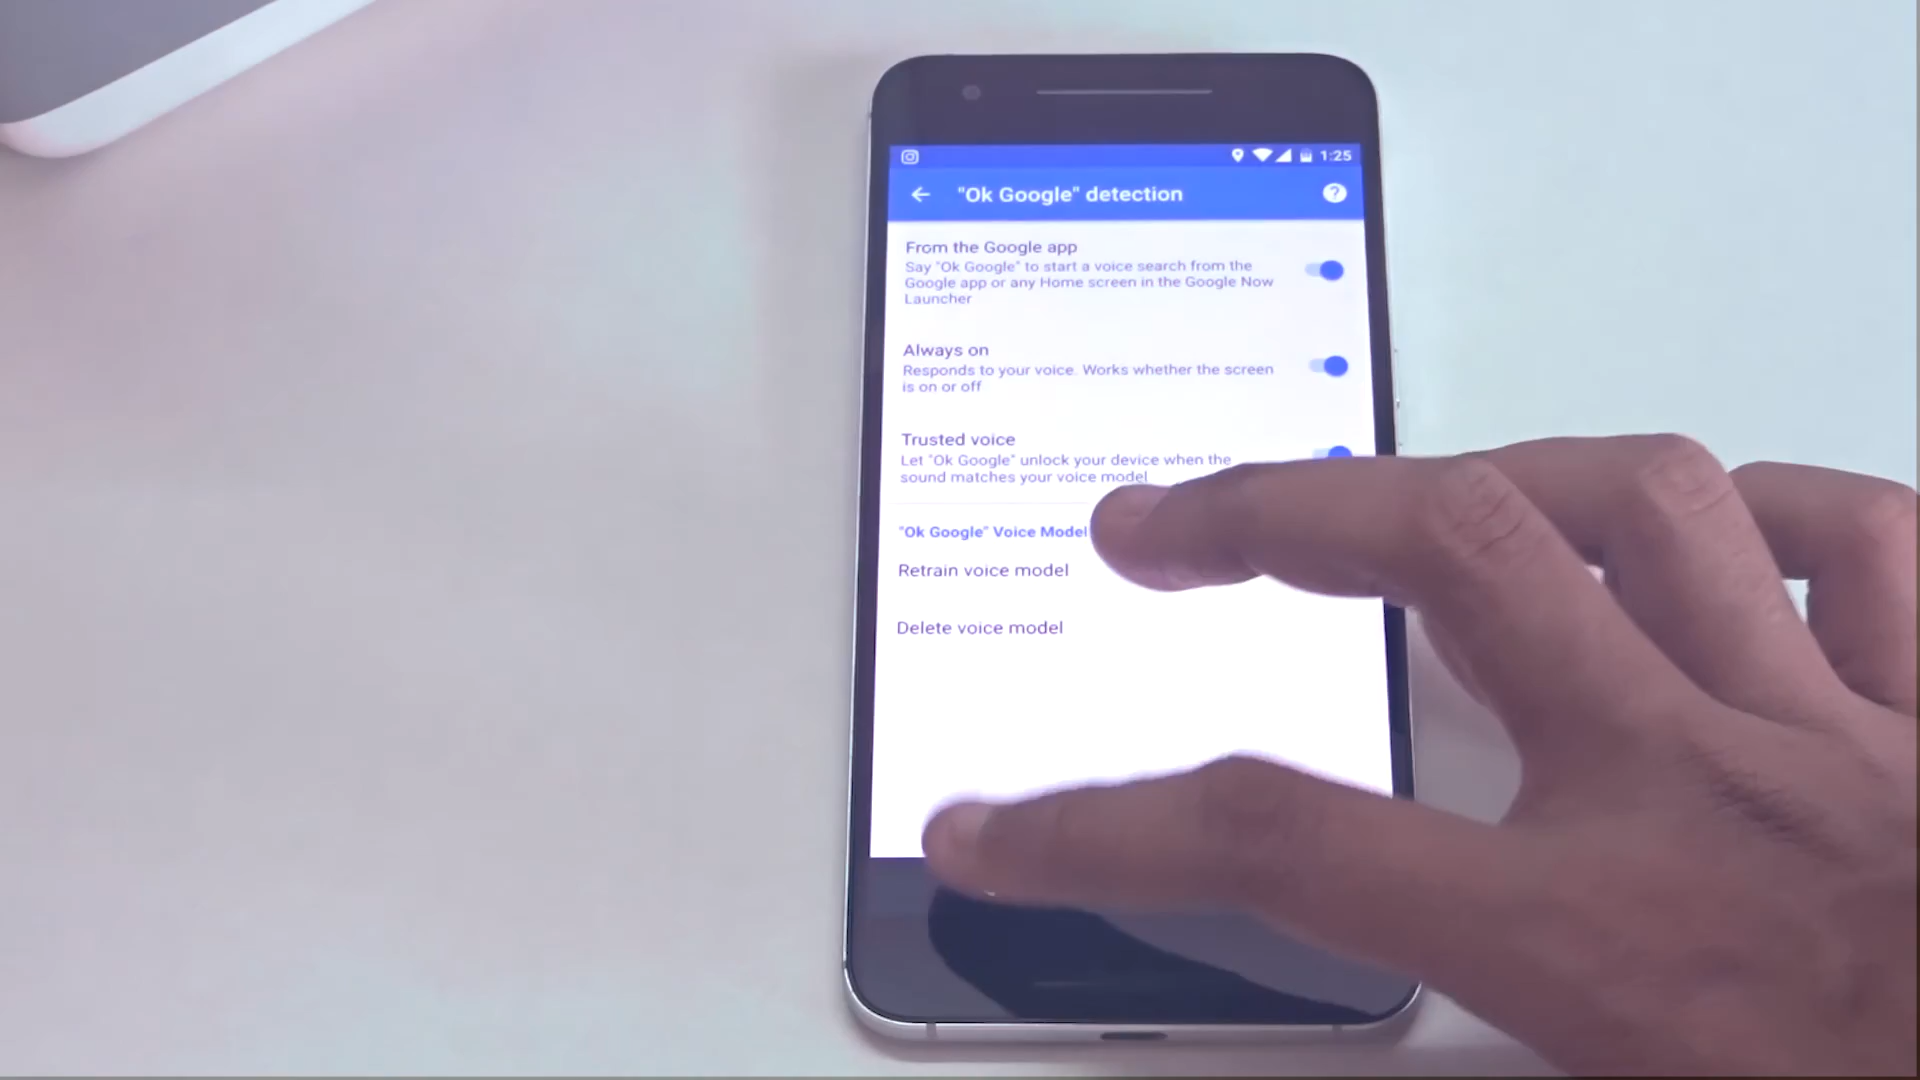 1:25
"Ok Google" detection
From the Google app
Say "Ok Google" to start a voice search from the
Google app or any Home screen in the Google Now
Launcher
Always on
Responds to your voice. Works whether the screen
is on or off
Trusted voice
Let "Ok Google" unlock your device when the
sound matches your voice model
"Ok Google" Voice Model
Retrain voice model
Delete voice model